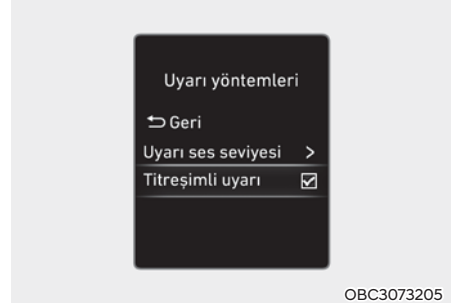 Uyarı yöntemleri
Geri
Uyarı ses seviyesi >
Titreşimli uyarı
OBC3073205